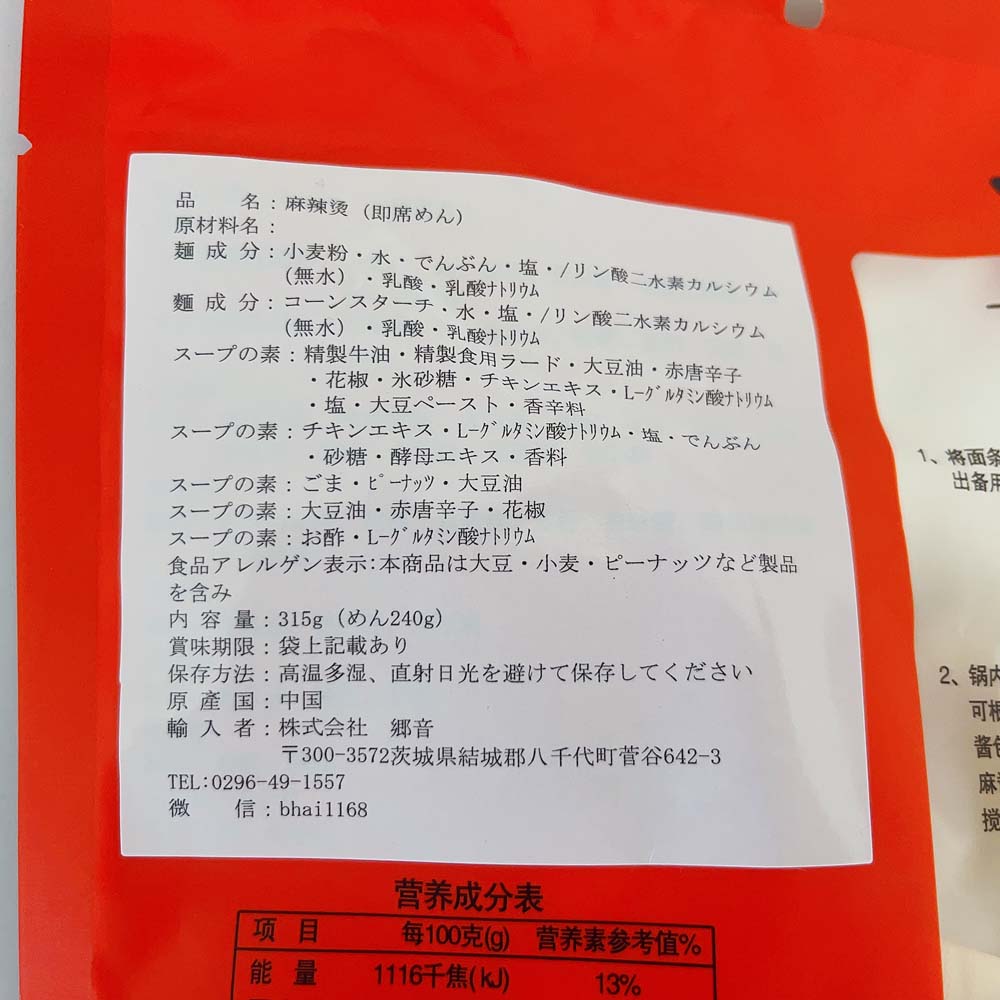 品　　名：麻辣烫（即席めん）
原材料名：
麺 成 分：小麦粉・水・でんぷん・塩・/リン酸二水素カルシウム
(無水）・乳酸・乳酸ﾅﾄﾘｳﾑ
麺 成 分：コーンスターチ・水・塩・/リン酸二水素カルシウム
(無水）・乳酸・乳酸ﾅﾄﾘｳﾑ
スープの素：精製牛油・精製食用ラード・大豆油・赤唐辛子
・花椒・氷砂糖・チキンエキス・L-ｸﾞﾙﾀﾐﾝ酸ﾅﾄﾘｳﾑ
・塩・大豆ペースト・香辛料
スープの素：チキンエキス・L-ｸﾞﾙﾀﾐﾝ酸ﾅﾄﾘｳﾑ・塩・でんぷん
・砂糖・酵母エキス・香料
スープの素：ごま・ﾋﾟｰﾅｯﾂ・大豆油
スープの素：大豆油・赤唐辛子・花椒
スープの素：お酢・L-ｸﾞﾙﾀﾐﾝ酸ﾅﾄﾘｳﾑ
食品アレルゲン表示：本商品は大豆・小麦・ピーナッツなど製品
を含み
内 容 量：315g（めん240g）
賞味期限：袋上記載あり
保存方法：高温多湿、直射日光を避けて保存してください
原 產 国：中国
輸 入 者：株式会社　郷音
〒300-3572茨城県結城郡八千代町菅谷642-3
TEL:0296-49-1557
微　　信：bhai1168
营养成分表
项 目 每100克(g) 营养素参考值%
能 量 1116千焦(kJ) 13%
1、将面条
出备用
2、锅内
可根
酱包
麻
搅